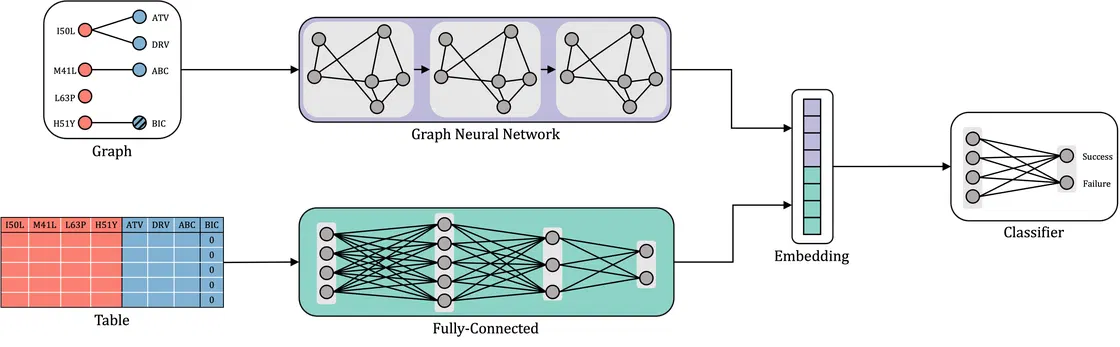 I50L
ATV
DRV
M41L
ABC
L63P
H51Y
BIC
Graph
Graph Neural Network
Embedding
Success
Failure
Classifier
I50L M41L L63P H51Y ATV DRV ABC BIC
0
0
0
0
0
Table
Fully-Connected